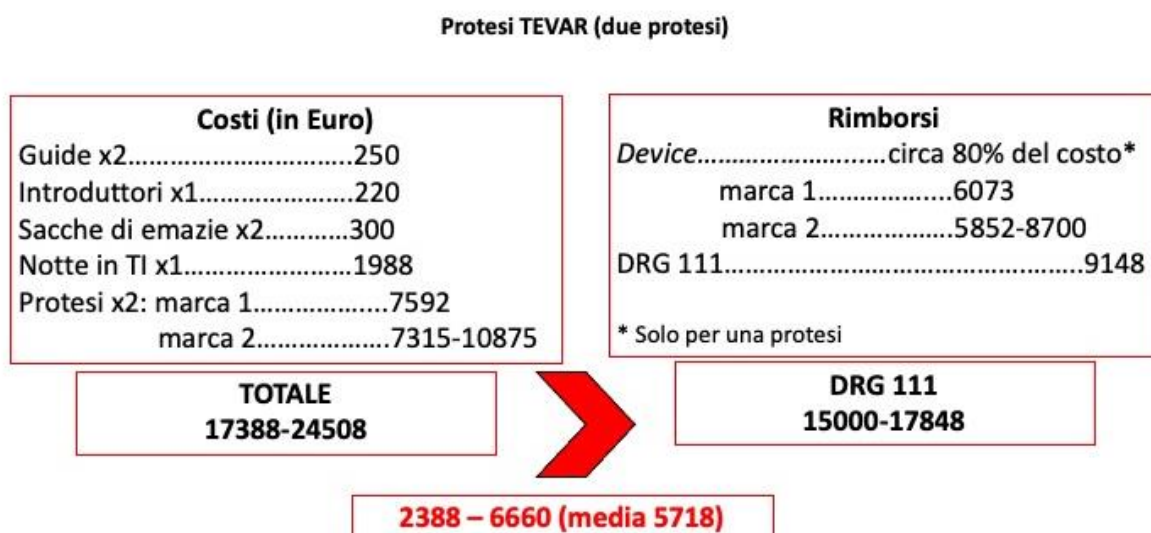 Protesi TEVAR (due protesi)
Costi (in Euro)
Guide x2................................250
Introduttori x1......................220
Sacche di emazie x2............300
Notte in TI x1........................1988
Protesi x2: marca 1...................7592
marca 2...................7315-10875
TOTALE
17388-24508
Rimborsi
Device........................circa 80% del costo*
marca 1...................6073
marca 2...................5852-8700
DRG 111..........................................9148
* Solo per una protesi
DRG 111
15000-17848
2388 – 6660 (media 5718)